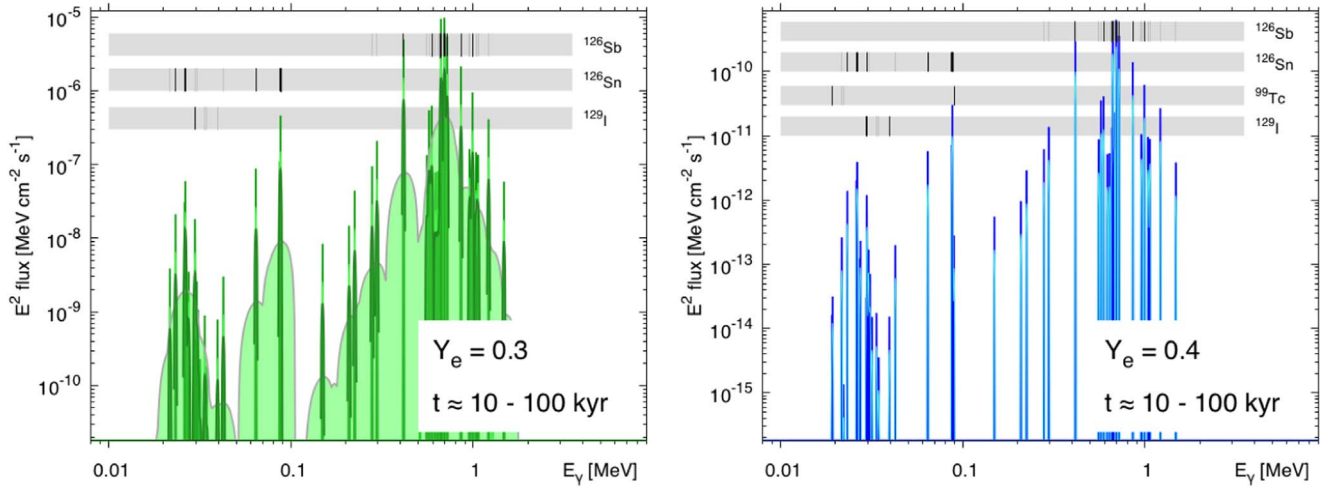 10⁻⁵
10⁻⁶
10⁻⁷
10⁻⁸
10⁻⁹
10⁻¹⁰
E² flux [MeV cm⁻² s⁻¹]
¹²⁶Sb
¹²⁶Sn
¹²⁹I
Yₑ = 0.3
t ≈ 10 - 100 kyr
0.01 0.1 1 Eᵧ [MeV]
10⁻¹⁰
10⁻¹¹
10⁻¹²
10⁻¹³
10⁻¹⁴
10⁻¹⁵
E² flux [MeV cm⁻² s⁻¹]
¹²⁶Sb
¹²⁶Sn
⁹⁹Tc
¹²⁹I
Yₑ = 0.4
t ≈ 10 - 100 kyr
0.01 0.1 1 Eᵧ [MeV]